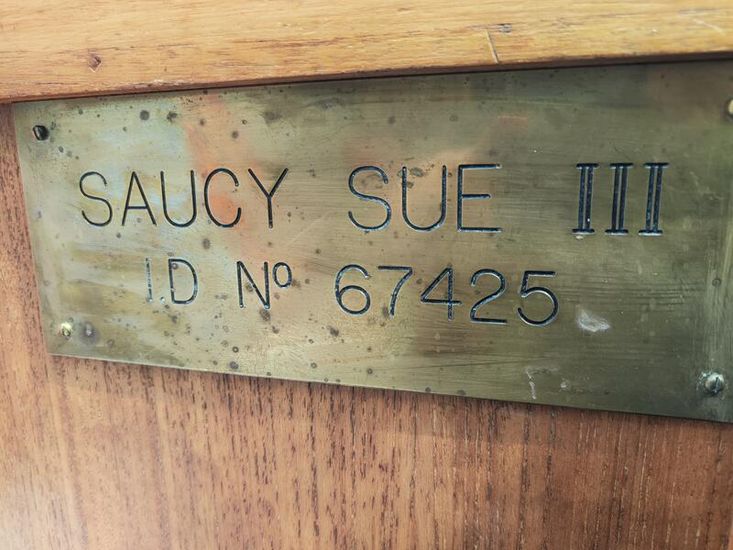 SAUCY SUE III
I.D Nº 67425